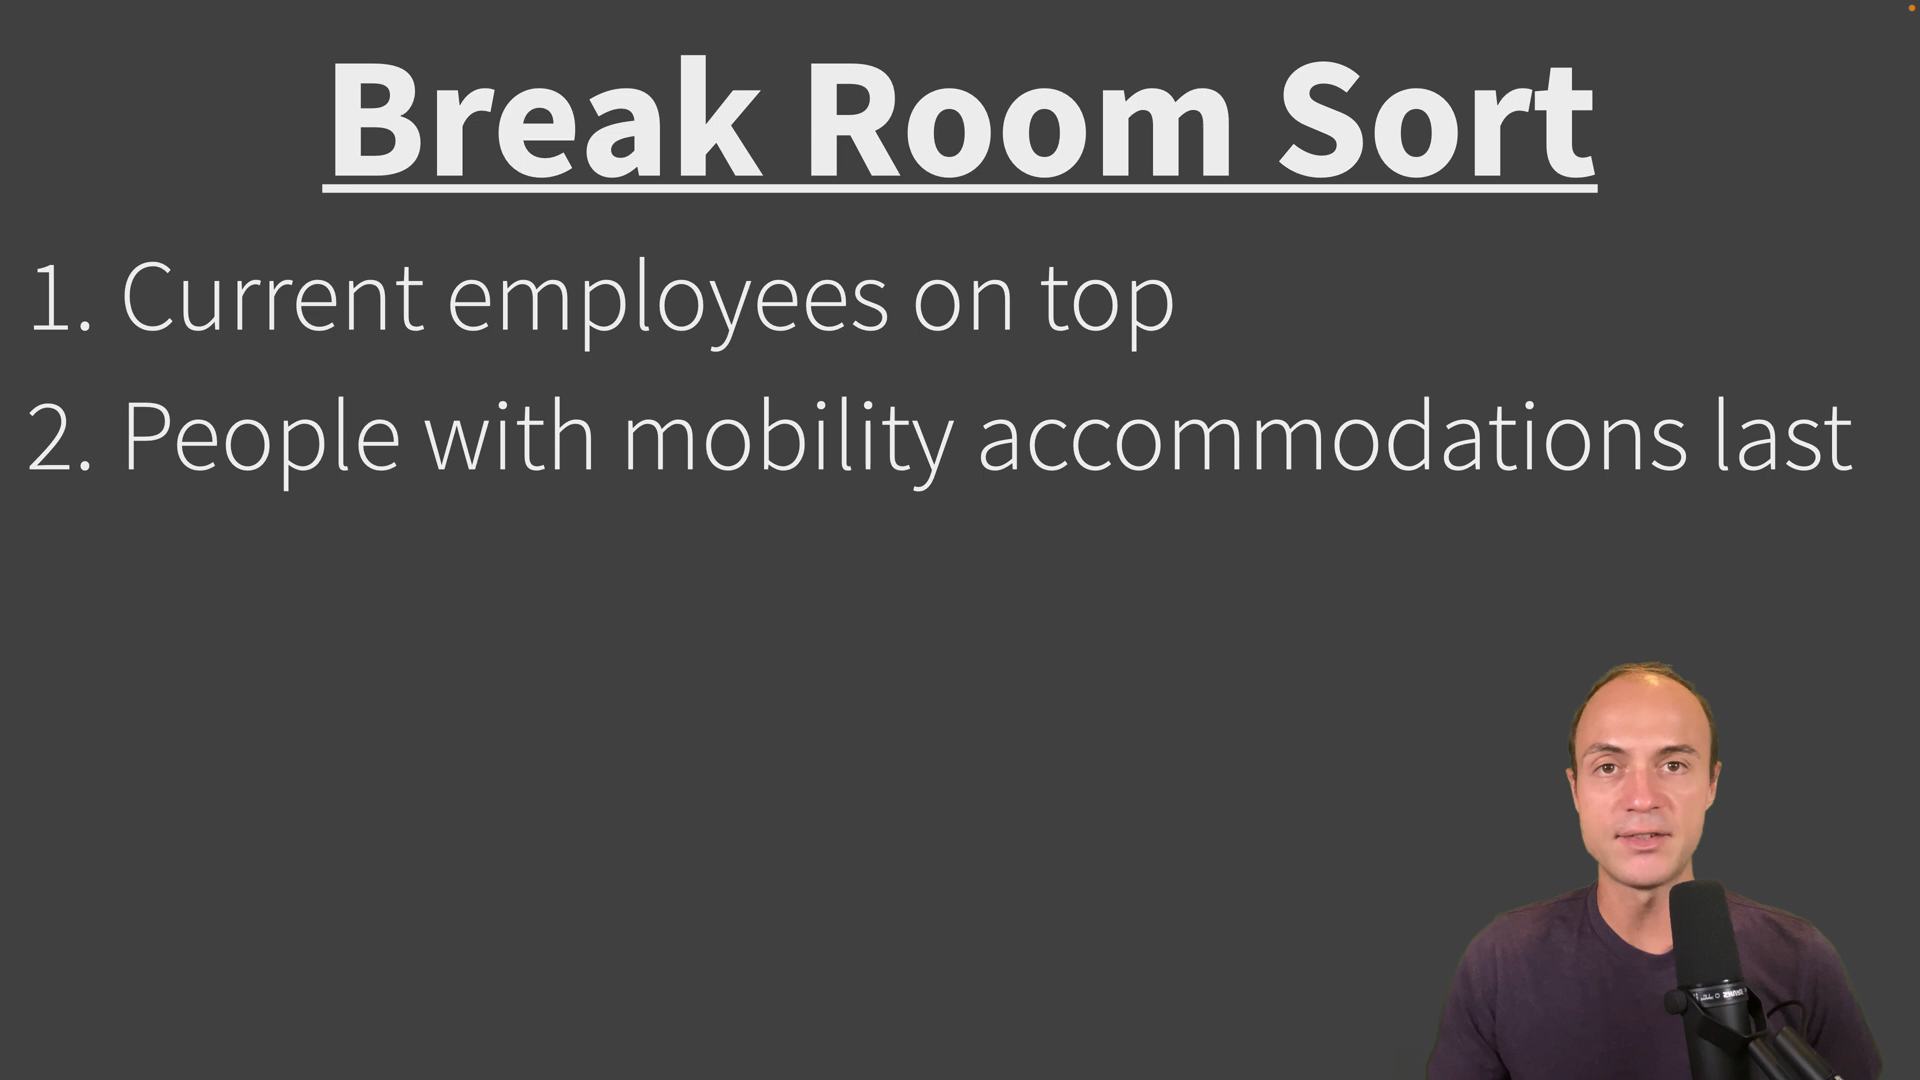 Break Room Sort
1. Current employees on top
2. People with mobility accommodations last